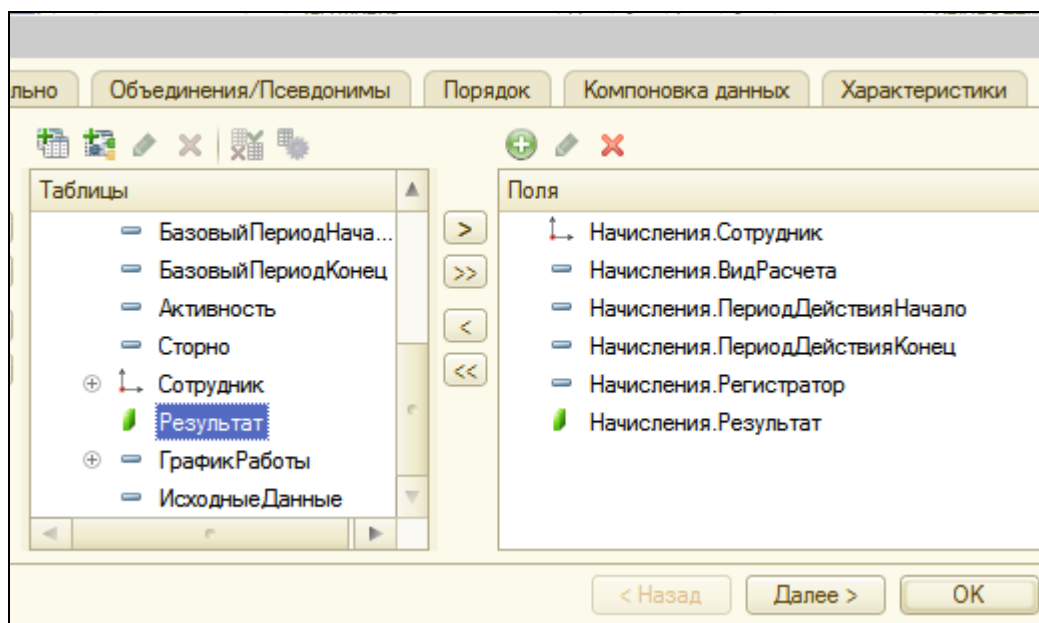 льно
Объединения/Псевдонимы
Порядок
Компоновка данных
Характеристики
Таблицы
БазовыйПериодНача...
БазовыйПериодКонец
Активность
Сторно
Сотрудник
Результат
ГрафикРаботы
ИсходныеДанные
>
>>
<
<<
Поля
Начисления.Сотрудник
Начисления.ВидРасчета
Начисления.ПериодДействияНачало
Начисления.ПериодДействияКонец
Начисления.Регистратор
Начисления.Результат
< Назад
Далее >
OK